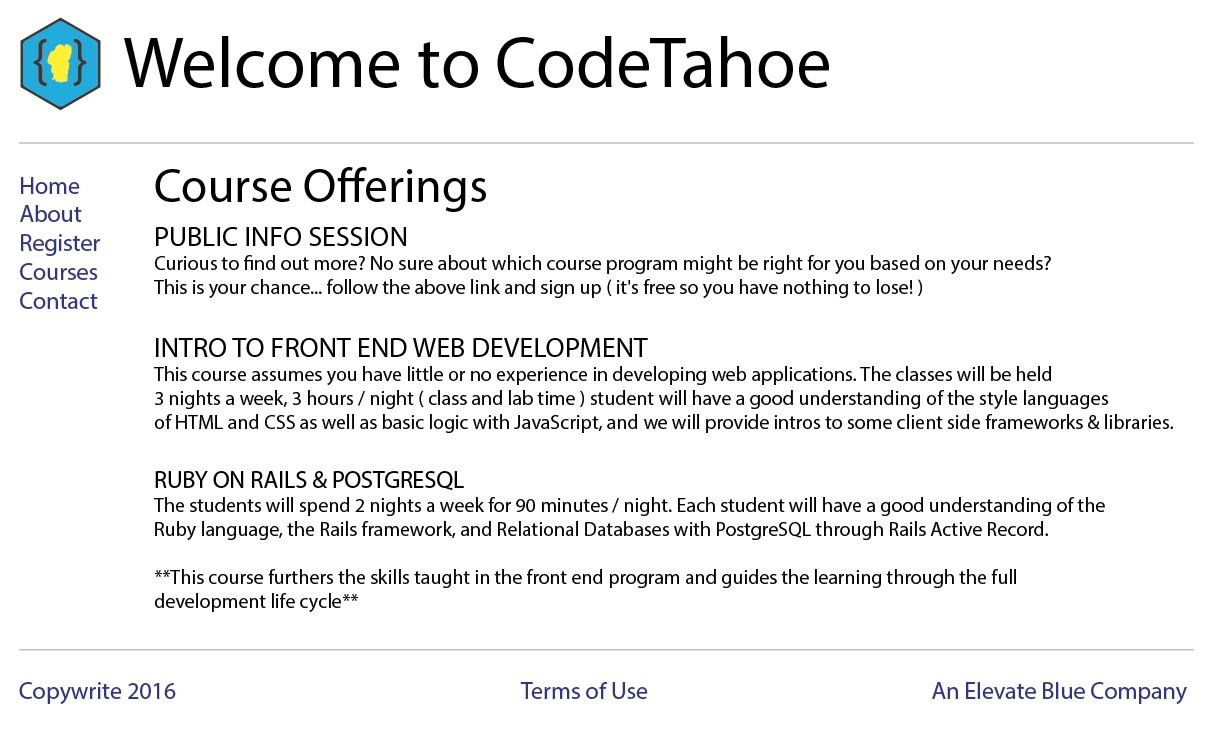 { }
Welcome to CodeTahoe
Home
About
Register
Courses
Contact
Course Offerings
PUBLIC INFO SESSION
Curious to find out more? No sure about which course program might be right for you based on your needs?
This is your chance... follow the above link and sign up ( it's free so you have nothing to lose! )
INTRO TO FRONT END WEB DEVELOPMENT
This course assumes you have little or no experience in developing web applications. The classes will be held
3 nights a week, 3 hours / night ( class and lab time ) student will have a good understanding of the style languages
of HTML and CSS as well as basic logic with JavaScript, and we will provide intros to some client side frameworks & libraries.
RUBY ON RAILS & POSTGRESQL
The students will spend 2 nights a week for 90 minutes / night. Each student will have a good understanding of the
Ruby language, the Rails framework, and Relational Databases with PostgreSQL through Rails Active Record.
**This course furthers the skills taught in the front end program and guides the learning through the full
development life cycle**
Copywrite 2016
Terms of Use
An Elevate Blue Company